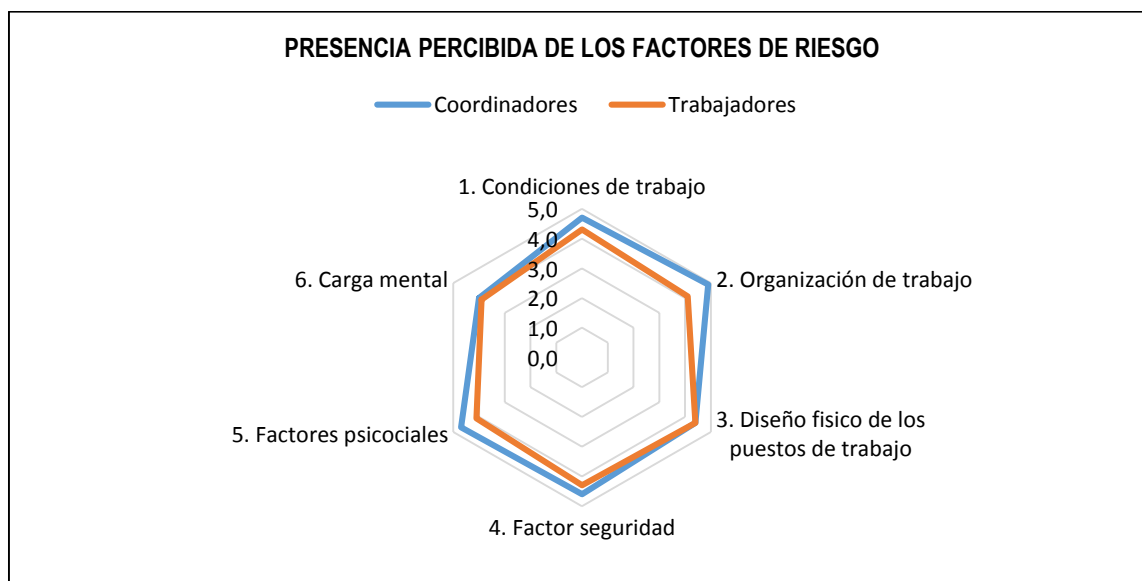 PRESENCIA PERCIBIDA DE LOS FACTORES DE RIESGO
Coordinadores
Trabajadores
1. Condiciones de trabajo
5,0
4,0
3,0
2,0
1,0
0,0
2. Organización de trabajo
3. Diseño fisico de los
puestos de trabajo
4. Factor seguridad
5. Factores psicociales
6. Carga mental